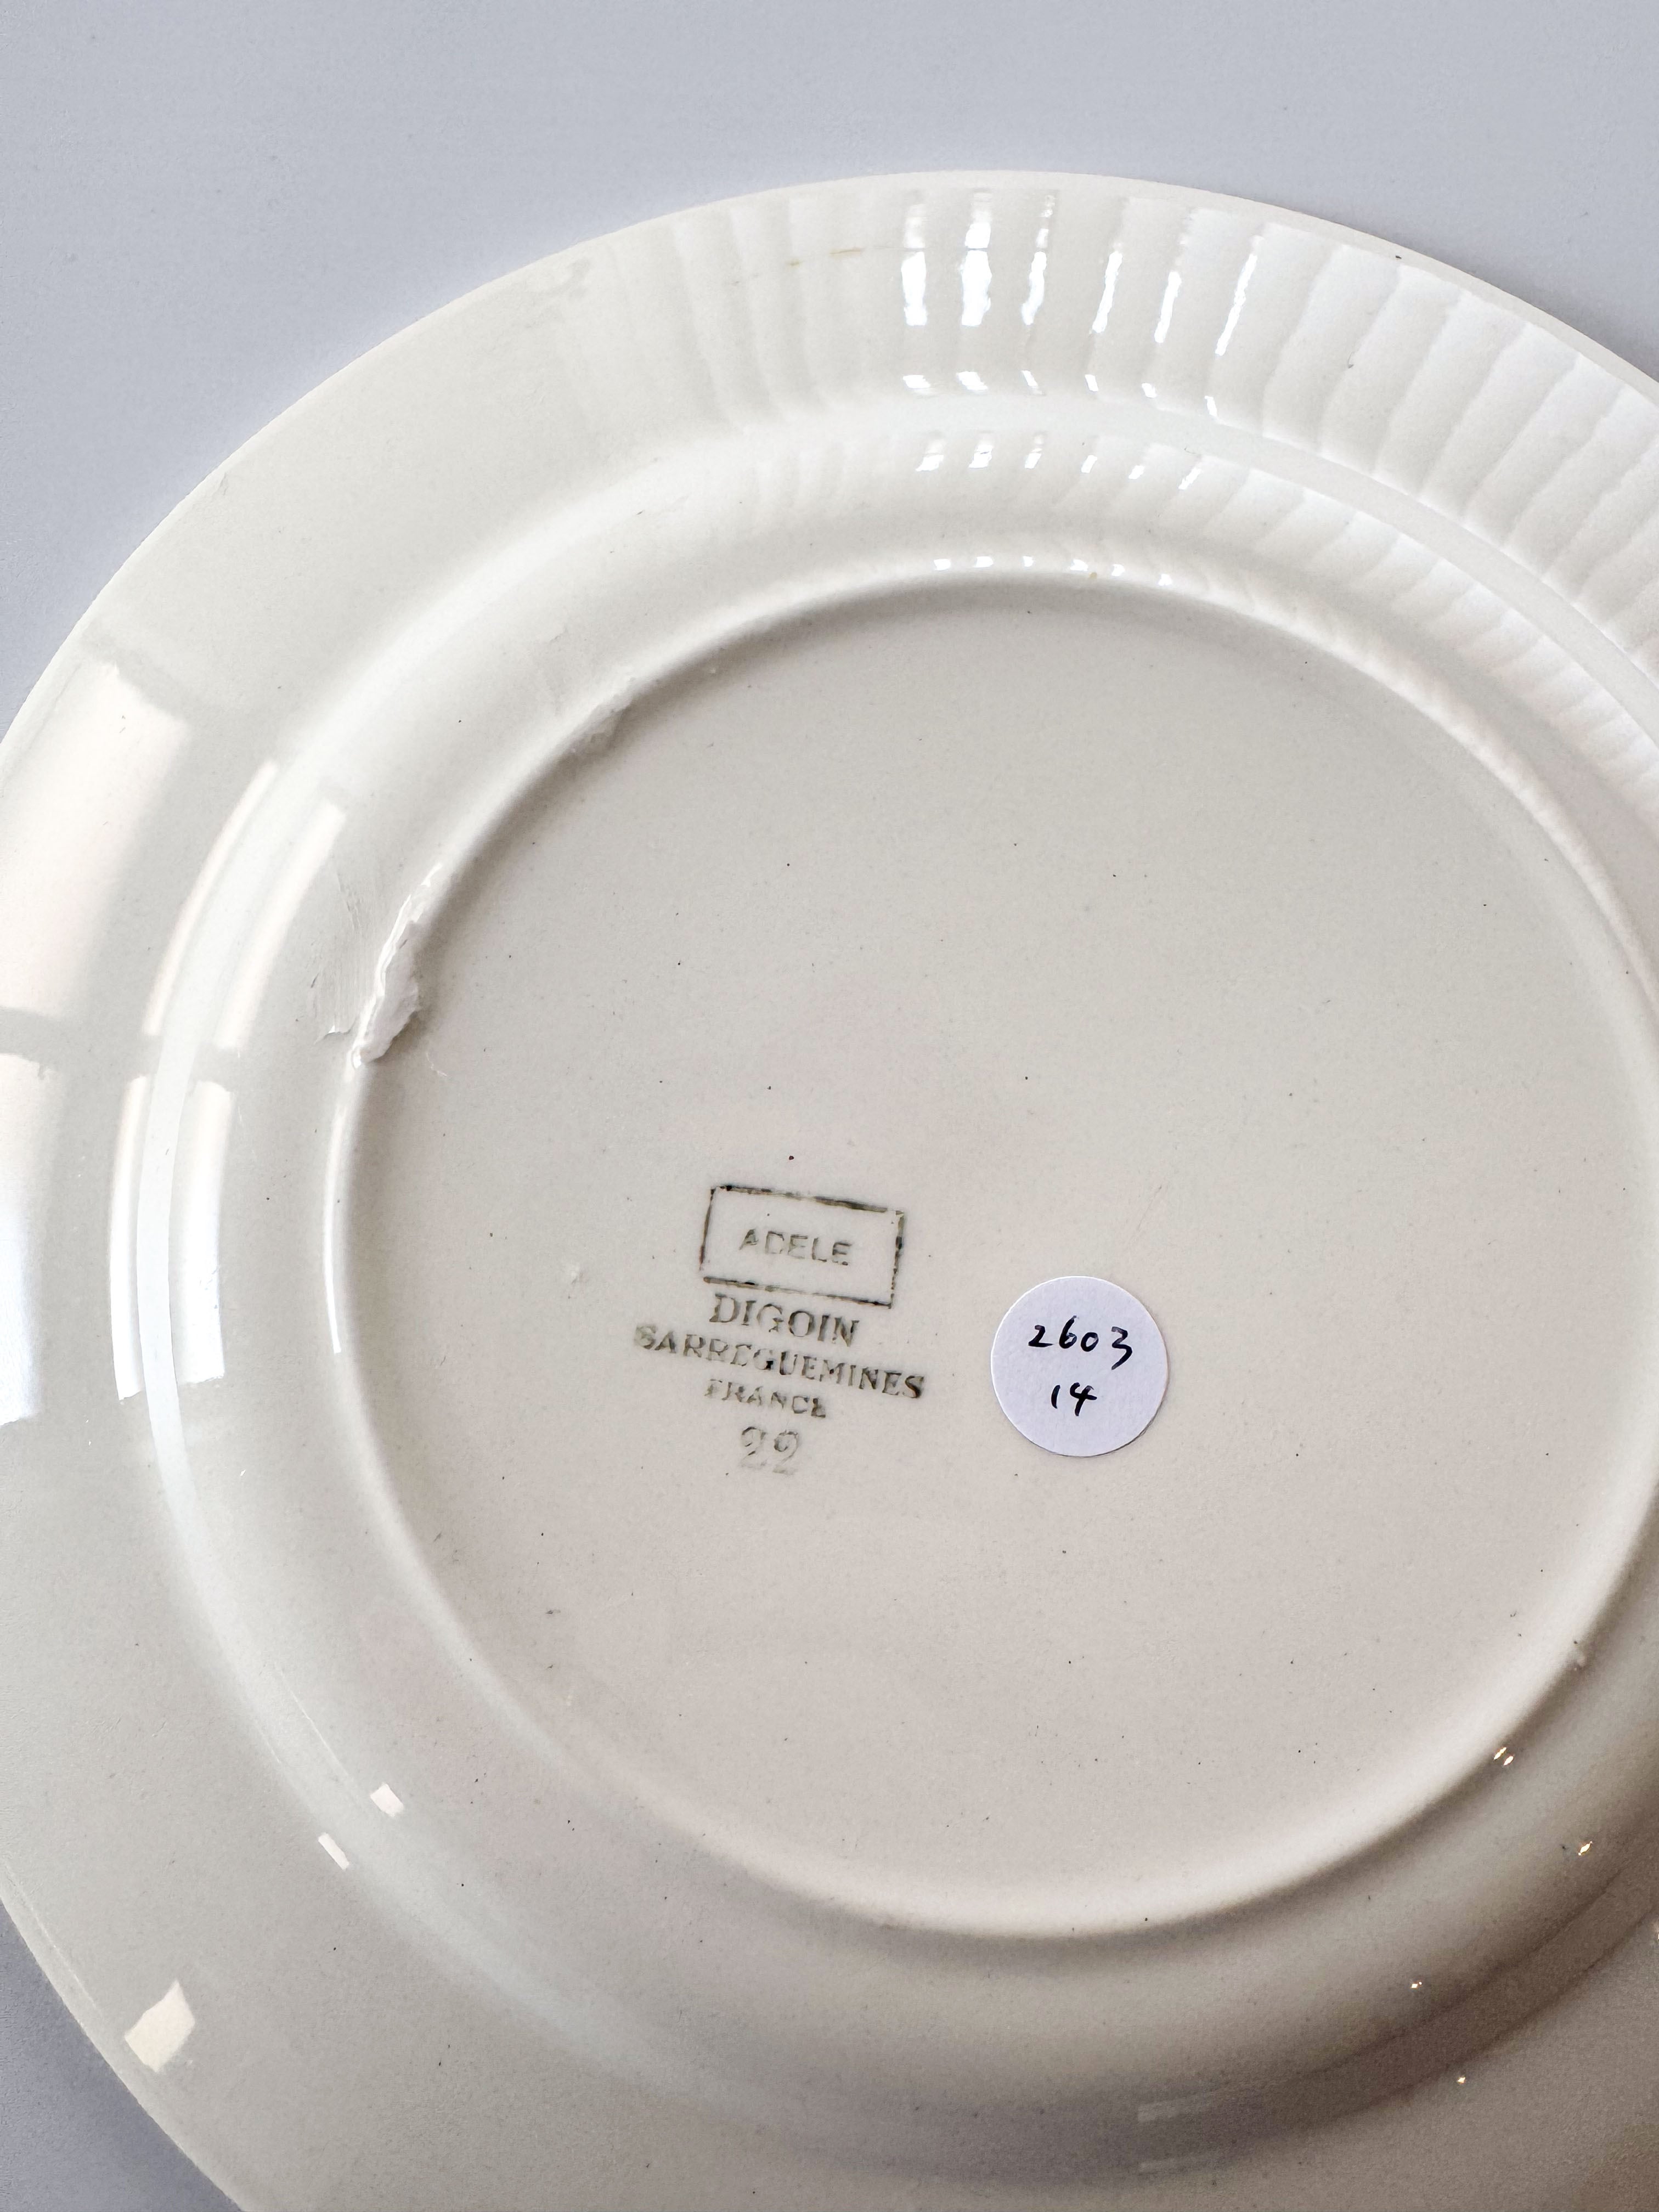 ADELE
DIGOIN
SARREGUEMINES
FRANCE
22
2603
14